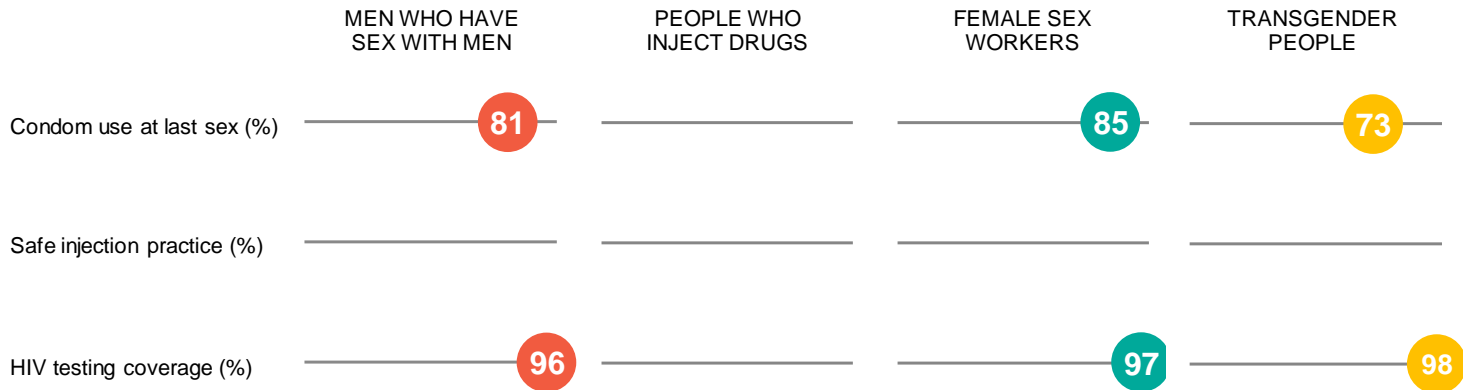 MEN WHO HAVE
SEX WITH MEN
PEOPLE WHO
INJECT DRUGS
FEMALE SEX
WORKERS
TRANSGENDER
PEOPLE
Condom use at last sex (%)
81
85
73
Safe injection practice (%)
HIV testing coverage (%)
96
97
98